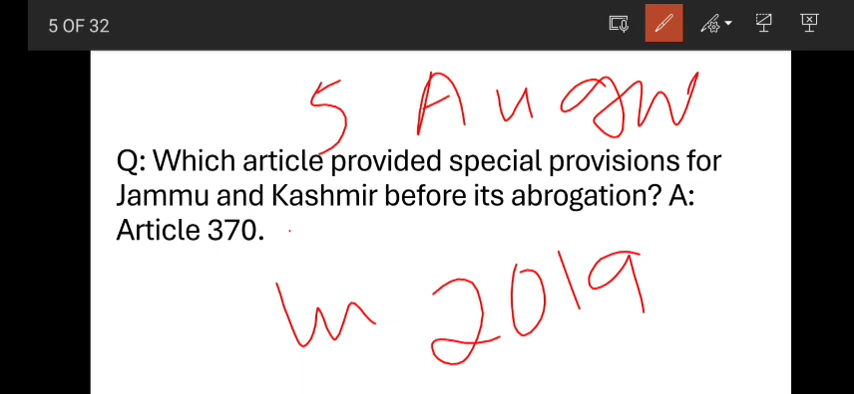 5 OF 32
5 Augw
Q: Which article provided special provisions for
Jammu and Kashmir before its abrogation? A:
Article 370.
in 2019